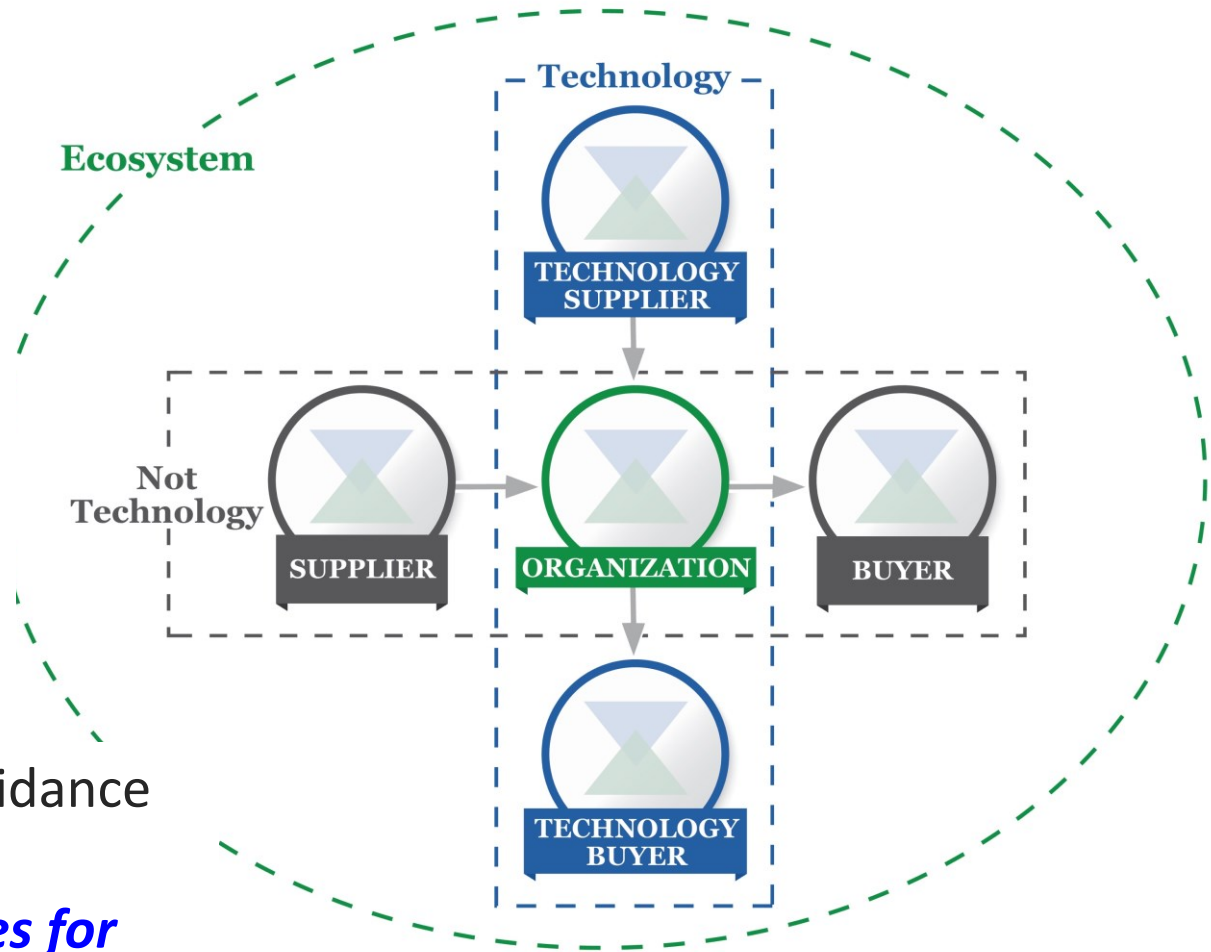 – Technology –
Ecosystem
TECHNOLOGY
SUPPLIER
Not
Technology
SUPPLIER
ORGANIZATION
BUYER
TECHNOLOGY
BUYER
idance
es for